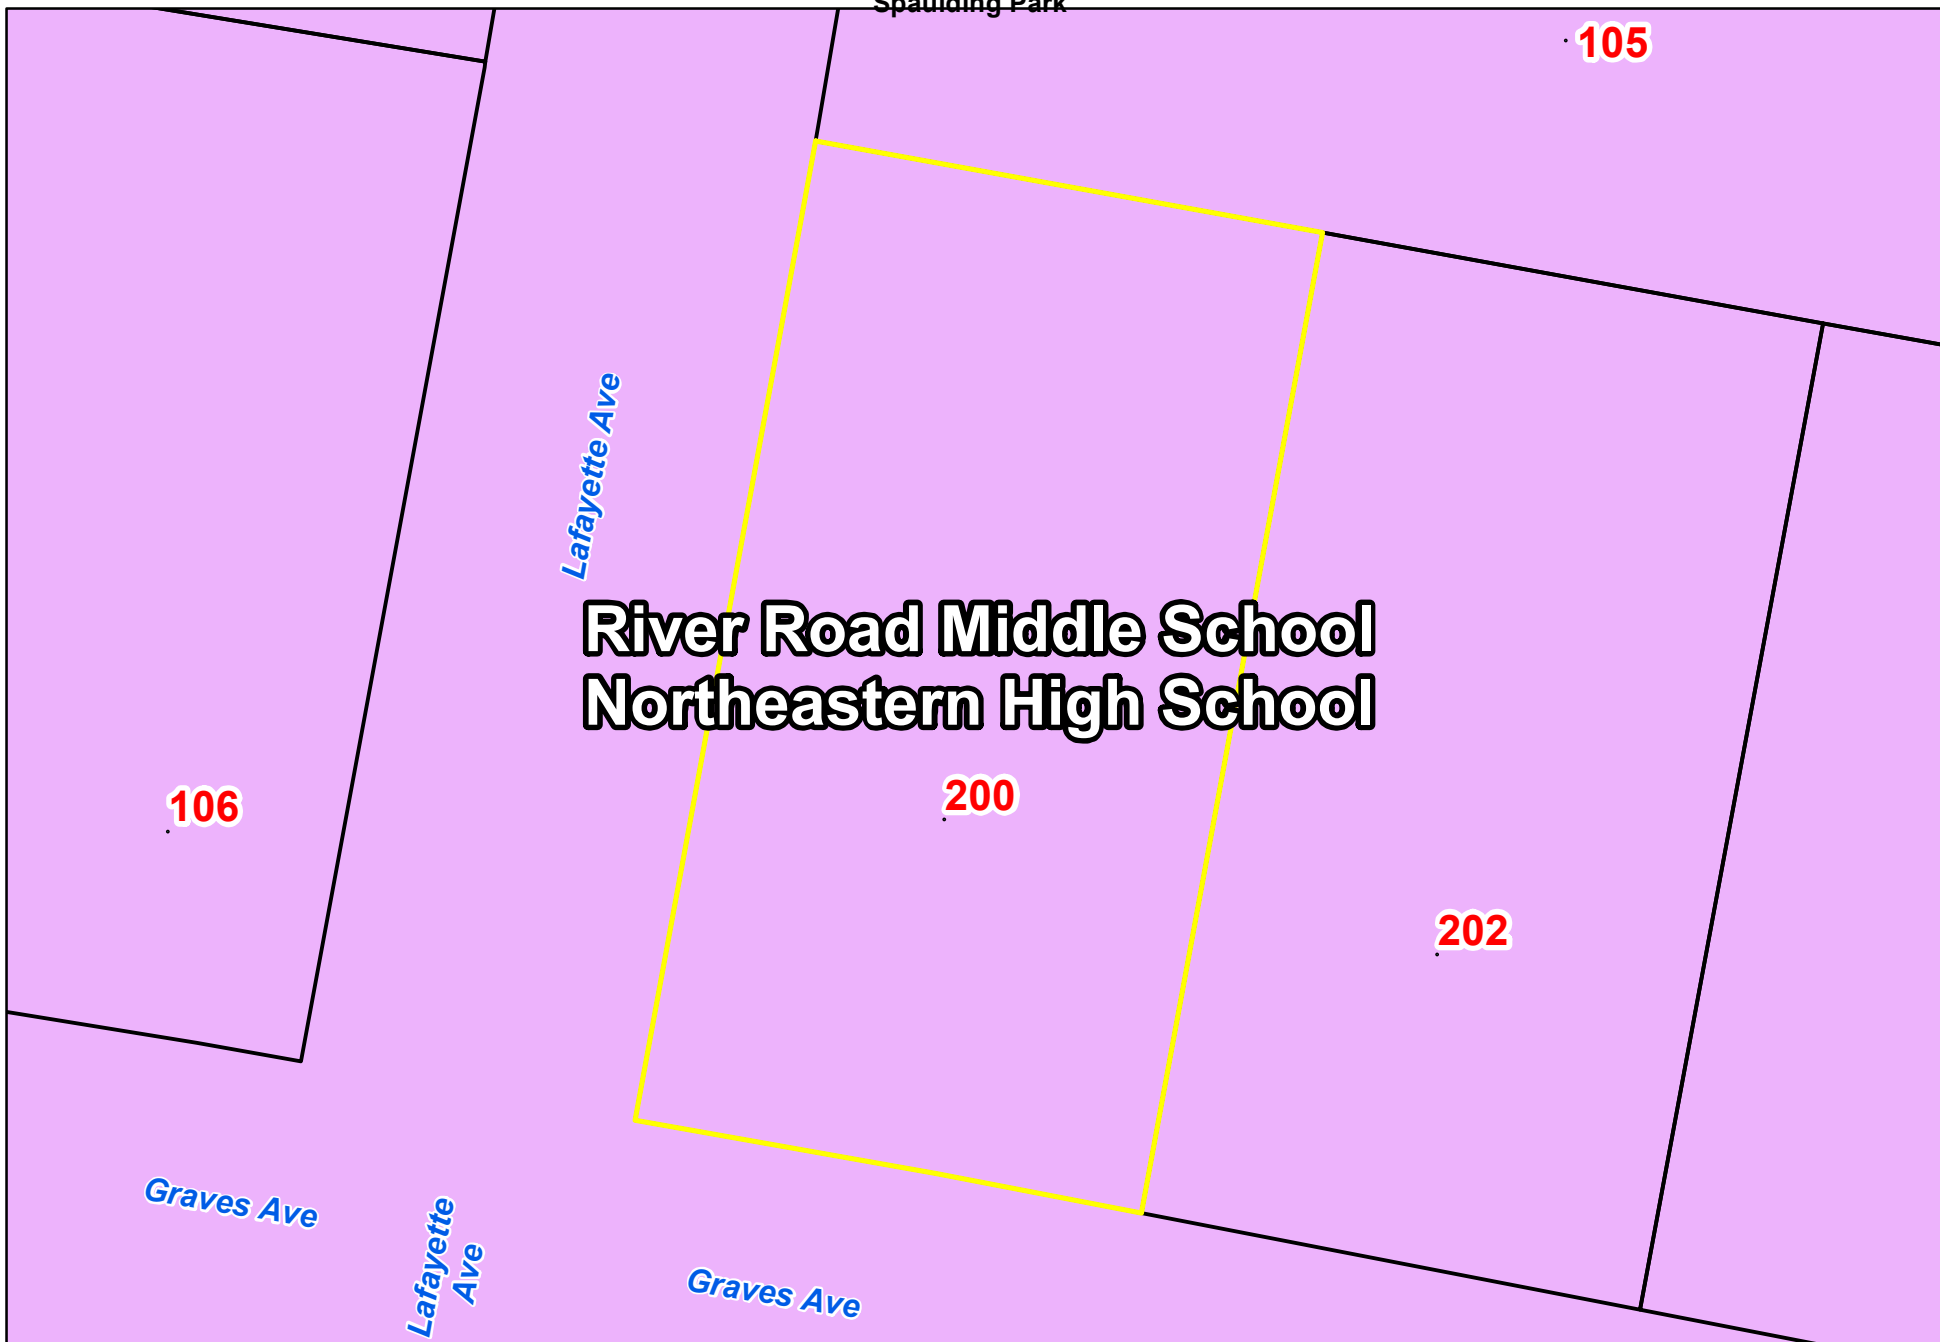 Spaulding Park
105
Lafayette Ave
River Road Middle School
Northeastern High School
106
200
202
Graves Ave
Lafayette
Ave
Graves Ave